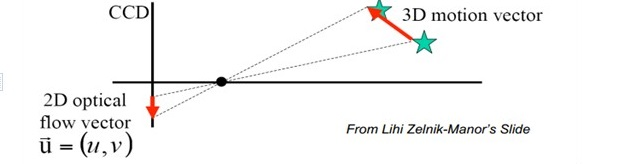 CCD
3D motion vector
2D optical
flow vector
ū = (u,v)
From Lihi Zelnik-Manor's Slide